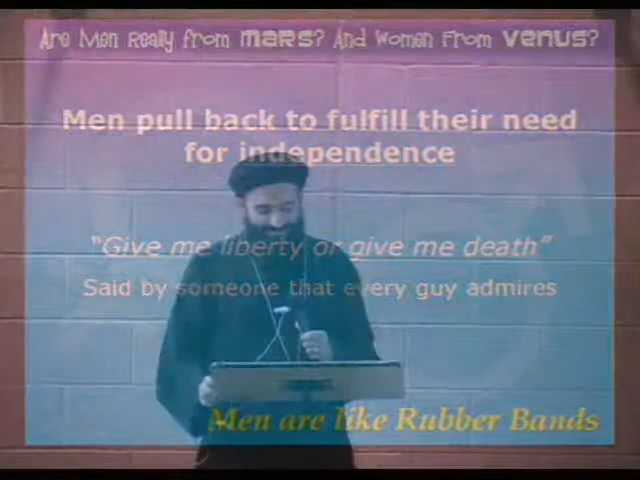 Are Men Really from MARS? And Women From VENUS?
Men pull back to fulfill their need
for independence
"Give me liberty or give me death"
Said by someone that every guy admires
Men are like Rubber Bands